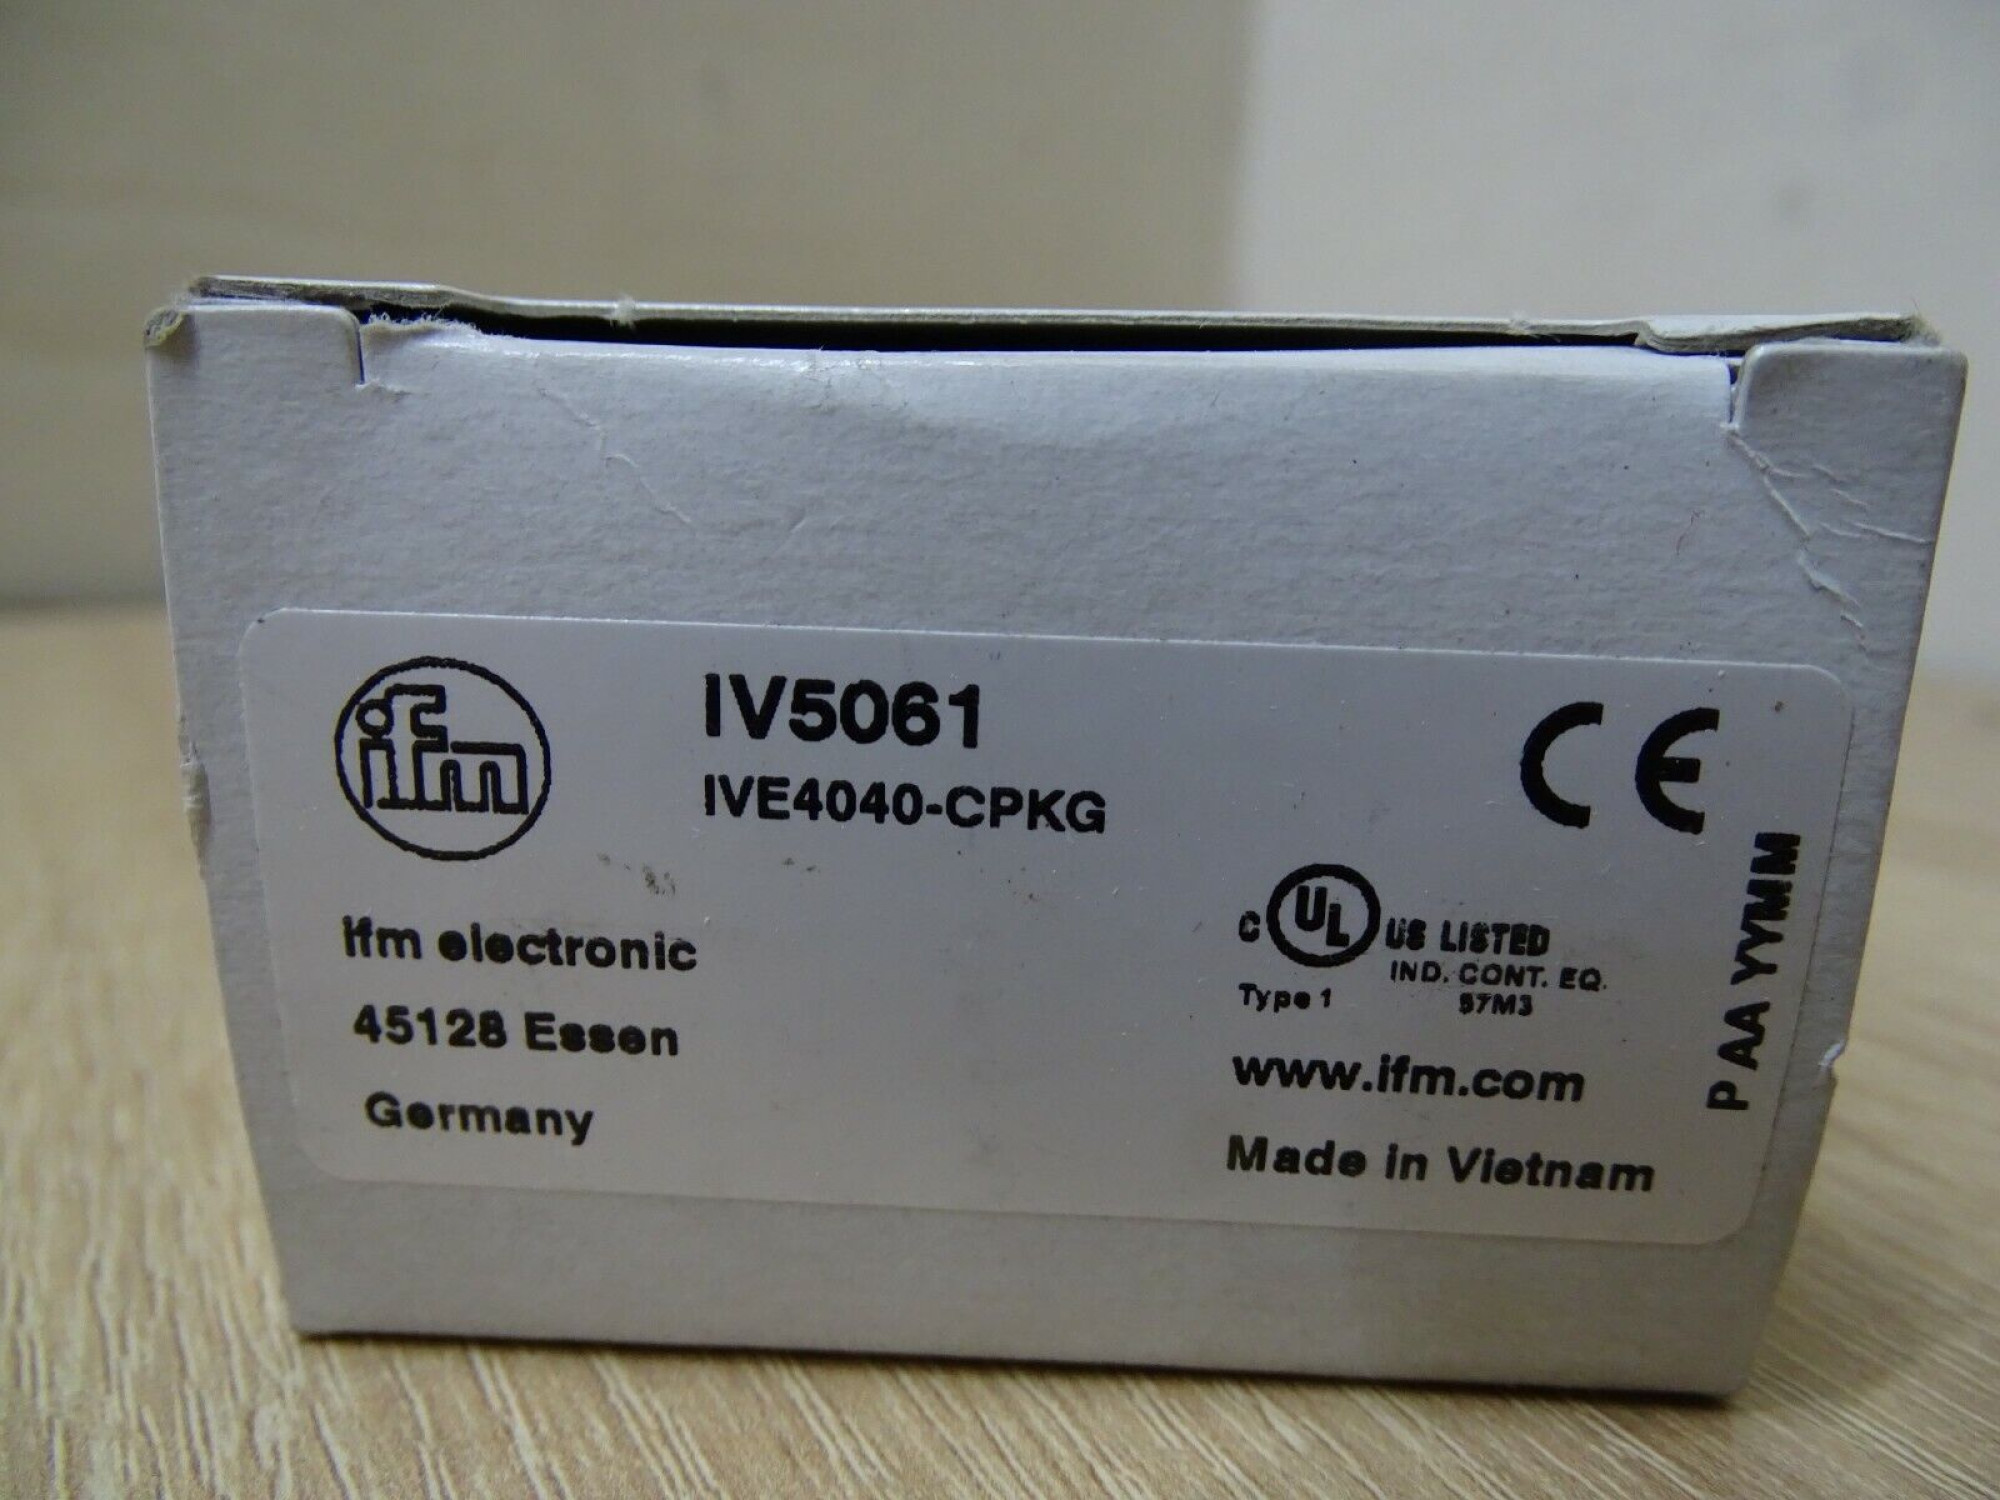 ifm
IV5061
IVE4040-CPKG
CE
ifm electronic
45128 Essen
Germany
C UL US LISTED
IND. CONT. EQ.
Type 1
57M3
www.ifm.com
Made in Vietnam
P AA YYMM